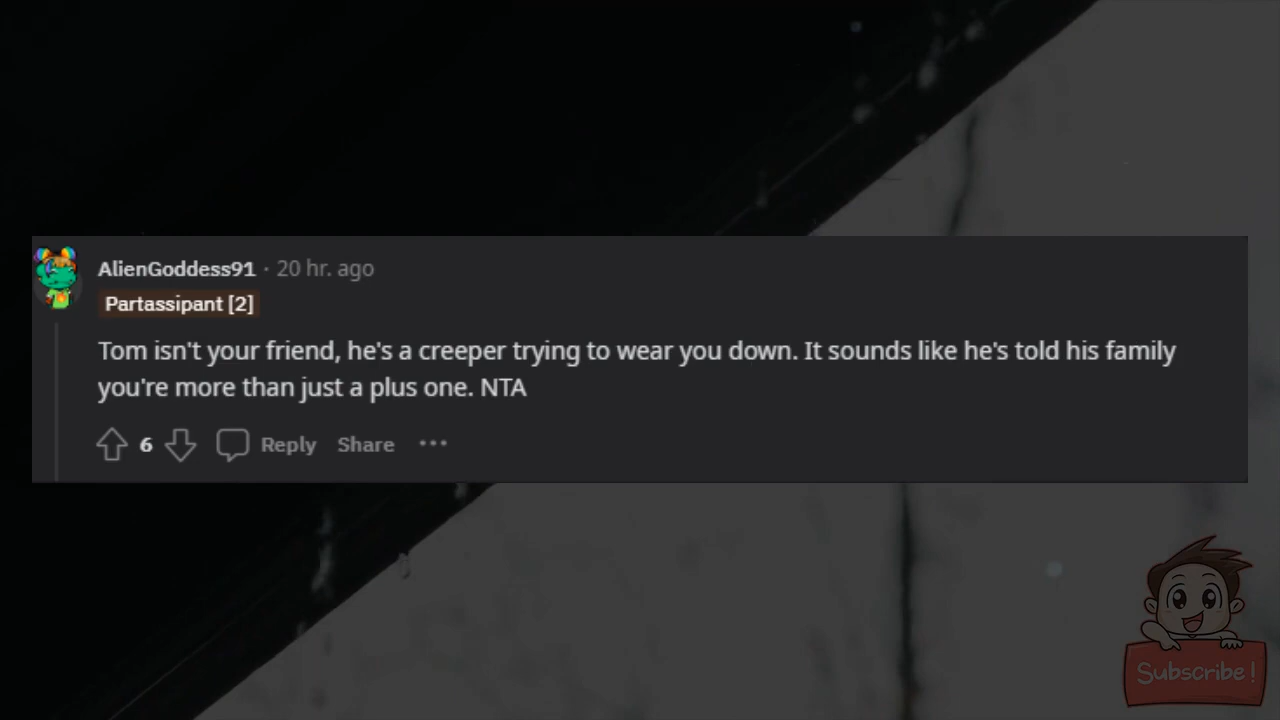 AlienGoddess91 · 20 hr. ago
Partassipant [2]
Tom isn't your friend, he's a creeper trying to wear you down. It sounds like he's told his family
you're more than just a plus one. NTA
6 Reply Share ···
Subscribe!